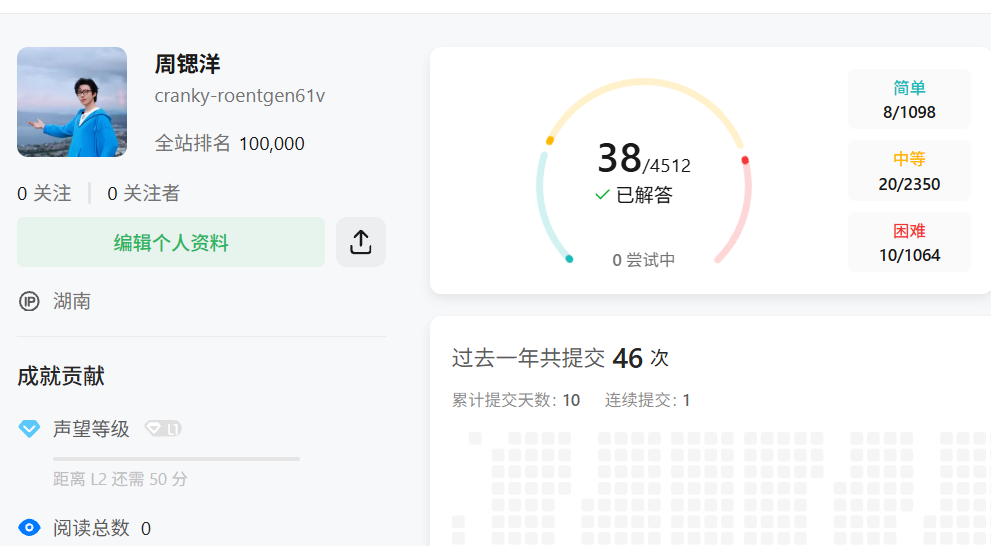 周锶洋
cranky-roentgen61v
全站排名 100,000
0 关注 | 0 关注者
编辑个人资料
IP 湖南
成就贡献
声望等级 L1
距离 L2 还需 50 分
阅读总数 0
38/4512
已解答
0 尝试中
简单
8/1098
中等
20/2350
困难
10/1064
过去一年共提交 46 次
累计提交天数: 10 连续提交: 1